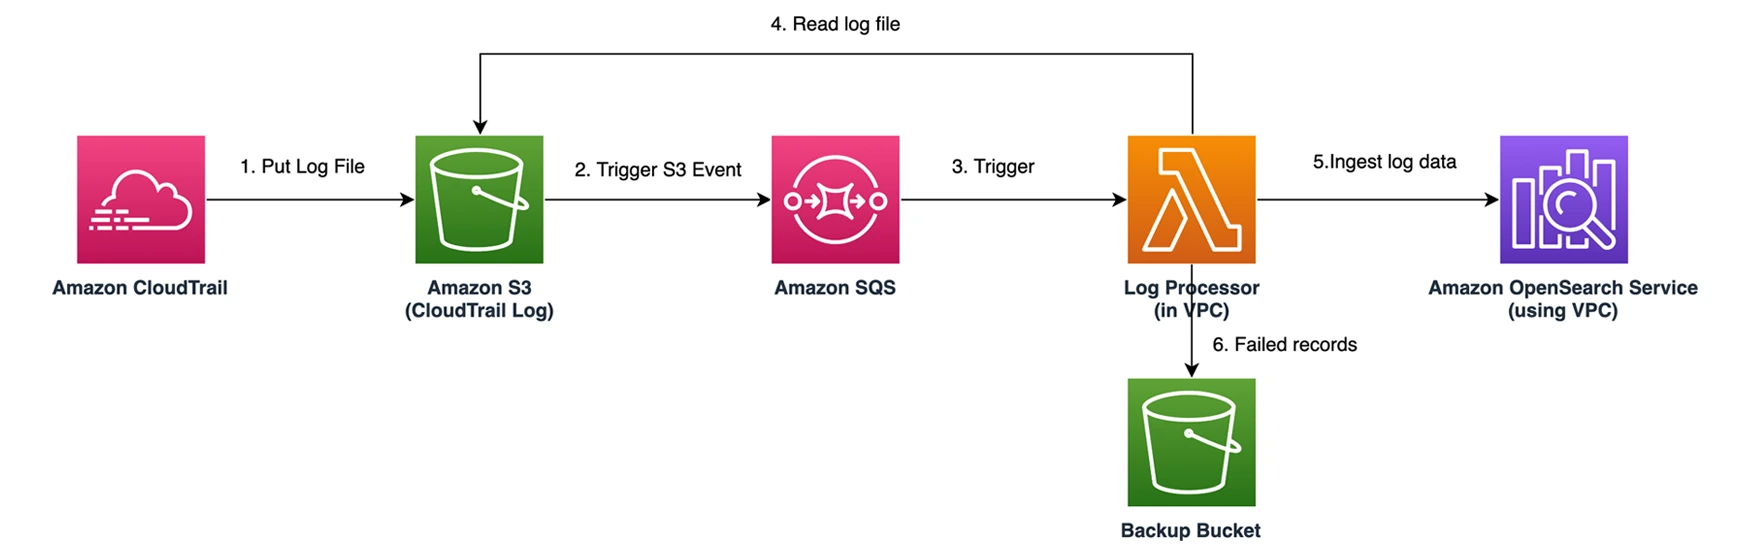 4. Read log file
1. Put Log File
2. Trigger S3 Event
3. Trigger
5.Ingest log data
Amazon CloudTrail
Amazon S3
(CloudTrail Log)
Amazon SQS
Log Processor
(in VPC)
Amazon OpenSearch Service
(using VPC)
6. Failed records
Backup Bucket